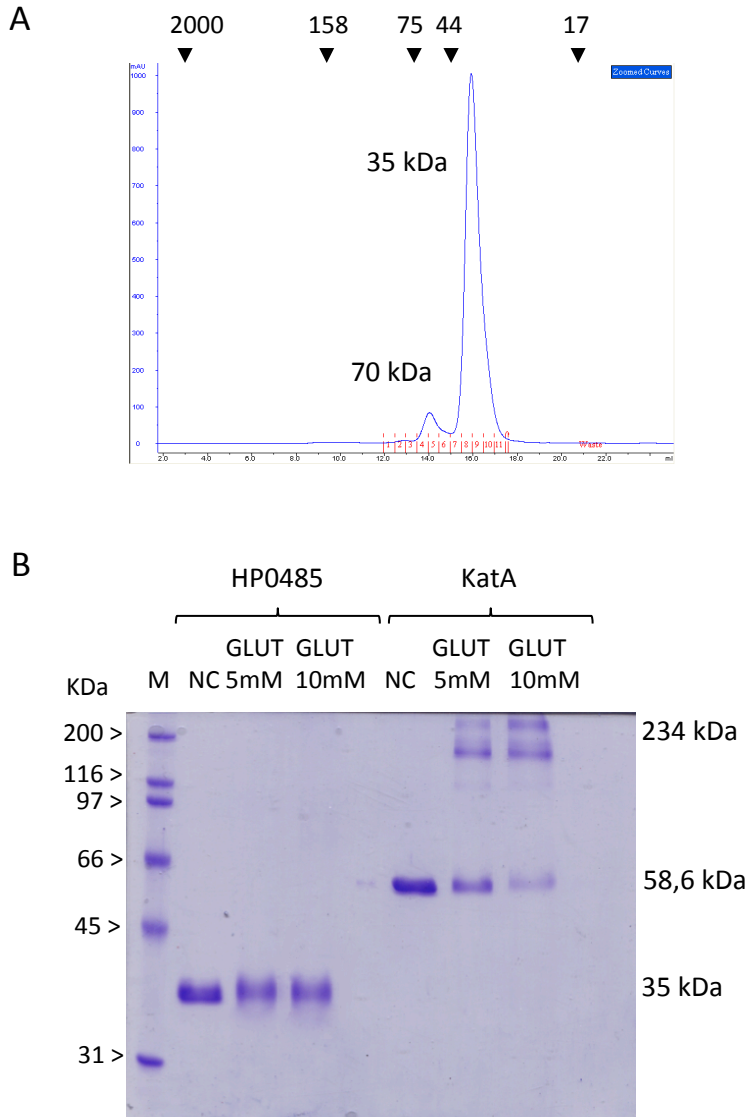 A
2000 158 75 44 17
mAU
Zoomed Curves
1000
900
800
35 kDa
700
600
500
400
300
200
70 kDa
100
0
1 2 3 4 5 6 7 8 9 10 11
Waste
2.0 4.0 6.0 8.0 10.0 12.0 14.0 16.0 18.0 20.0 22.0 ml
B
HP0485 KatA
GLUT GLUT GLUT GLUT
KDa M NC 5mM 10mM NC 5mM 10mM
200 > 234 kDa
116 >
97 >
66 >
58,6 kDa
45 >
35 kDa
31 >